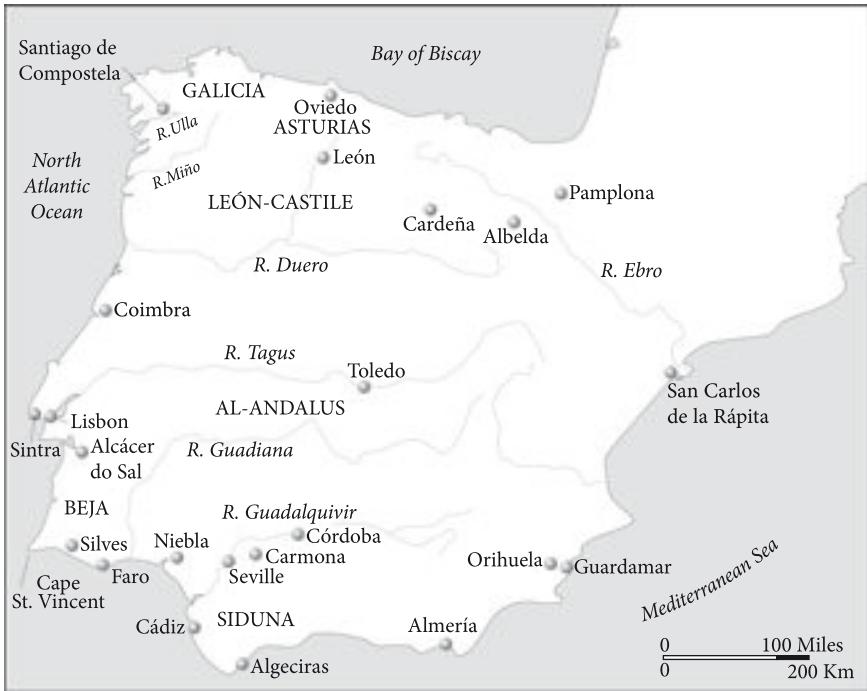 Santiago de
Compostela
Bay of Biscay
GALICIA
Oviedo
ASTURIAS
R.Ulla
León
North
Atlantic
Ocean
R.Miño
LEÓN-CASTILE
Pamplona
Cardeña
Albelda
R. Duero
R. Ebro
Coimbra
R. Tagus
Toledo
San Carlos
de la Rápita
AL-ANDALUS
Lisbon
Sintra
Alcácer
do Sal
R. Guadiana
BEJA
R. Guadalquivir
Córdoba
Silves
Niebla
Carmona
Seville
Orihuela
Guardamar
Faro
Cape
St. Vincent
Mediterranean Sea
Cádiz
SIDUNA
Almería
Algeciras
0 100 Miles
0 200 Km